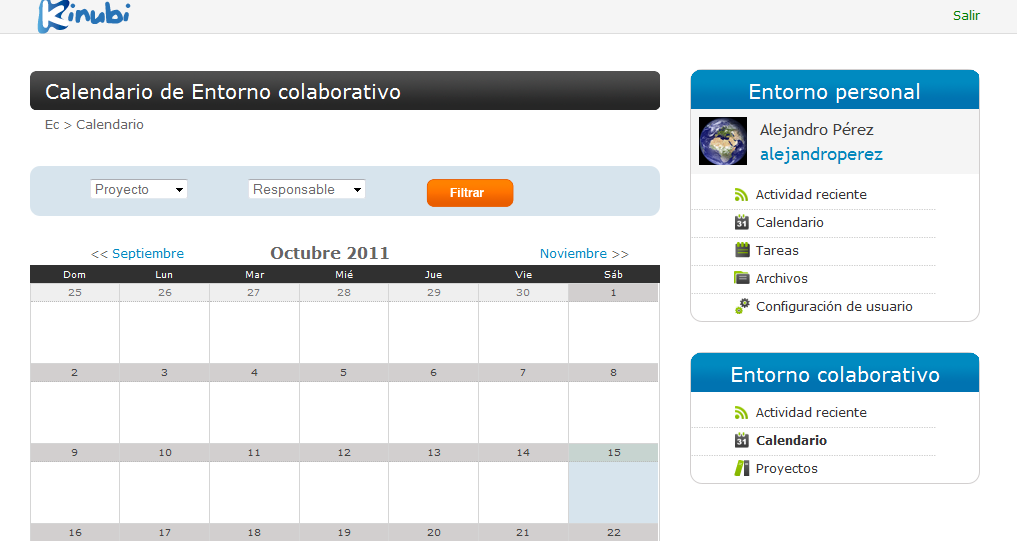 Kinubi
Salir
Calendario de Entorno colaborativo
Ec > Calendario
Proyecto Responsable Filtrar
<< Septiembre Octubre 2011 Noviembre >>
Dom Lun Mar Mié Jue Vie Sáb
25 26 27 28 29 30 1
2 3 4 5 6 7 8
9 10 11 12 13 14 15
16 17 18 19 20 21 22
Entorno personal
Alejandro Pérez
alejandroperez
Actividad reciente
31 Calendario
Tareas
Archivos
Configuración de usuario
Entorno colaborativo
Actividad reciente
31 Calendario
Proyectos